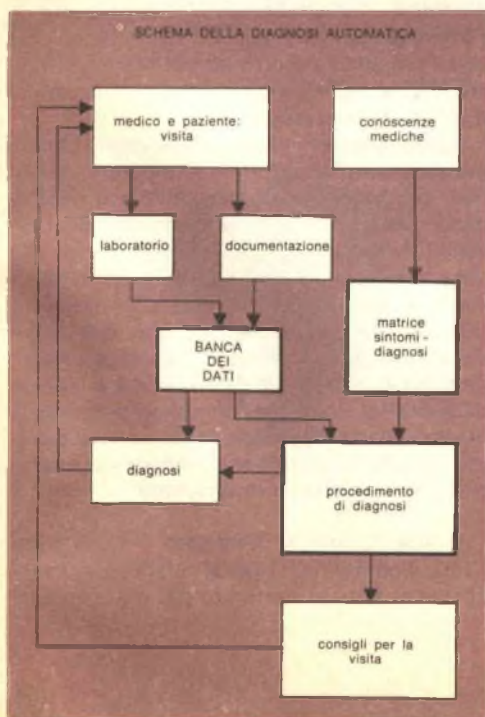 SCHEMA DELLA DIAGNOSI AUTOMATICA
medico e paziente:
visita
conoscenze
mediche
laboratorio
documentazione
matrice
sintomi -
diagnosi
BANCA
DEI
DATI
diagnosi
procedimento
di diagnosi
consigli per la
visita